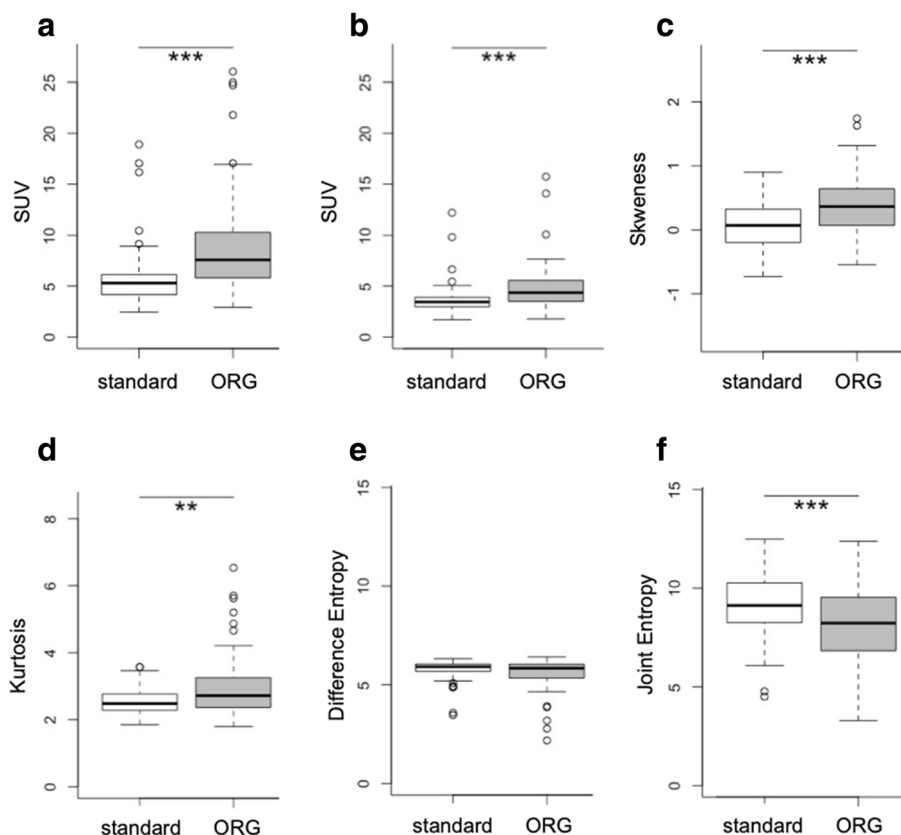 a
***
SUV
25
20
15
10
5
0
standard ORG
b
***
SUV
25
20
15
10
5
0
standard ORG
c
***
Skweness
2
1
0
-1
standard ORG
d
**
Kurtosis
8
6
4
2
0
standard ORG
e
Difference Entropy
15
10
5
0
standard ORG
f
***
Joint Entropy
15
10
5
0
standard ORG